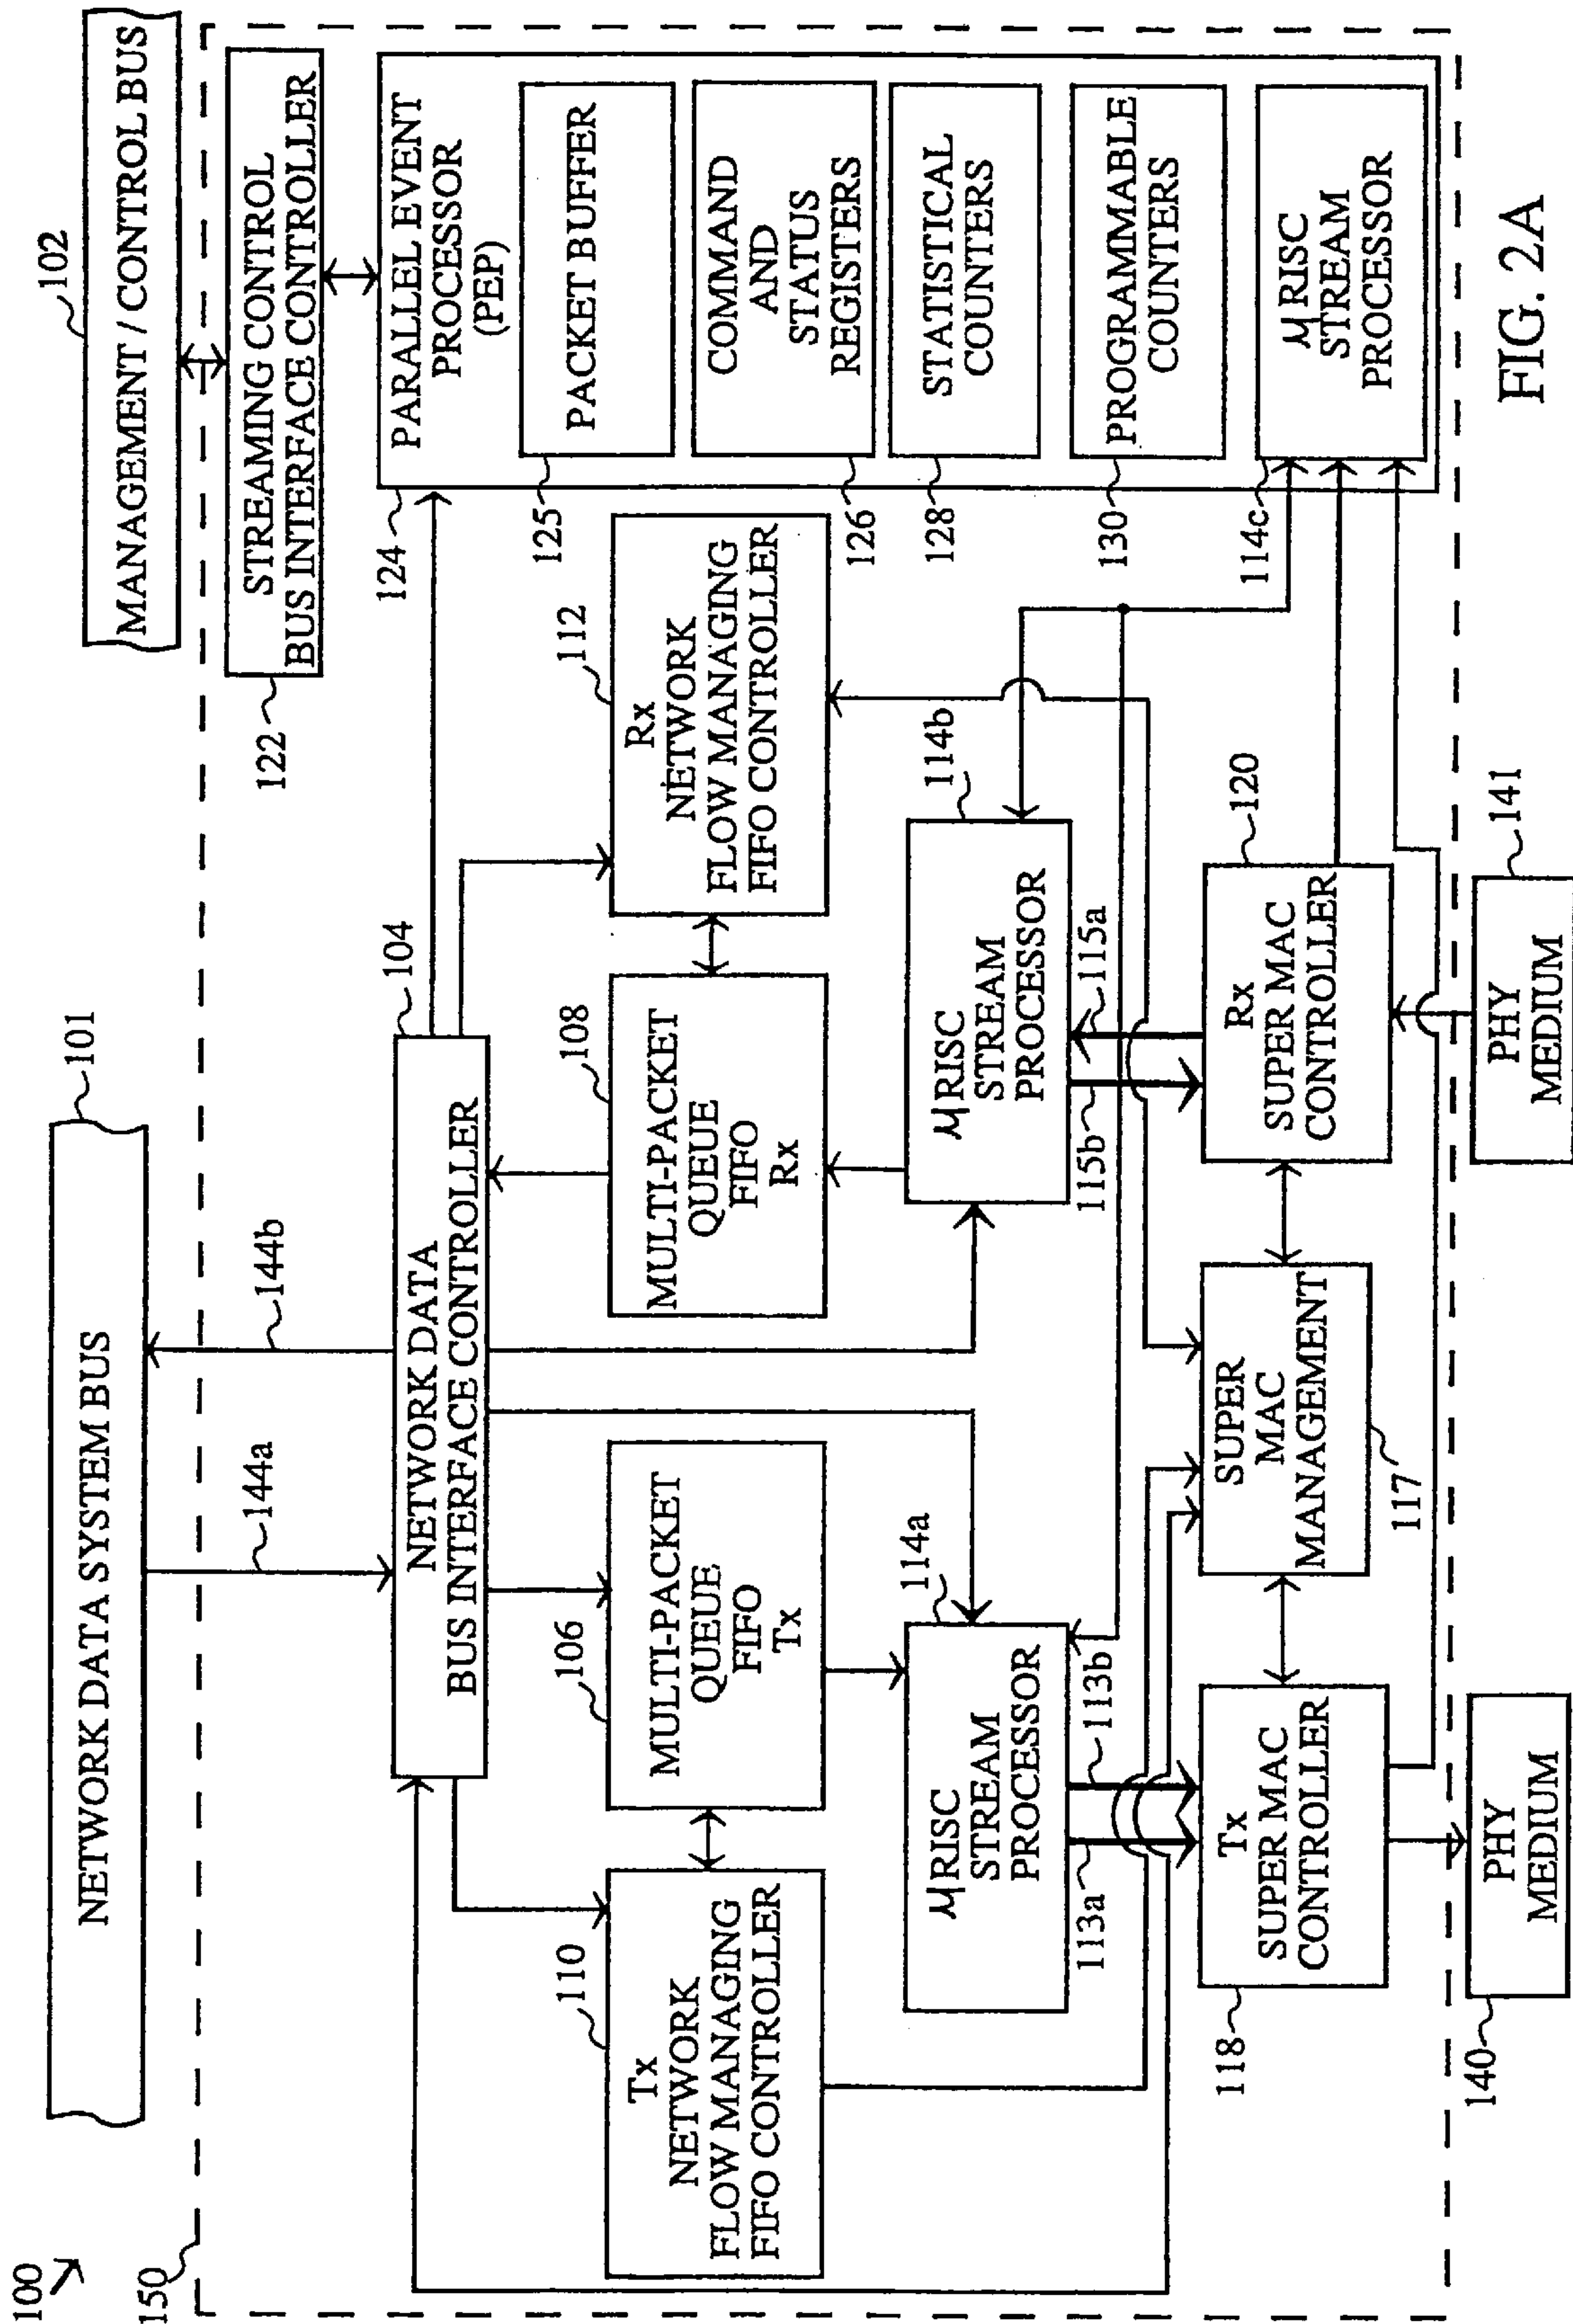 100
150
101
NETWORK DATA SYSTEM BUS
102
MANAGEMENT / CONTROL BUS
144a
144b
122
STREAMING CONTROL
BUS INTERFACE CONTROLLER
104
NETWORK DATA
BUS INTERFACE CONTROLLER
124
PARALLEL EVENT
PROCESSOR
(PEP)
125
PACKET BUFFER
126
COMMAND
AND
STATUS
REGISTERS
128
STATISTICAL
COUNTERS
130
PROGRAMMABLE
COUNTERS
114c
μRISC
STREAM
PROCESSOR
110
Tx
NETWORK
FLOW MANAGING
FIFO CONTROLLER
106
MULTI-PACKET
QUEUE
FIFO
Tx
108
MULTI-PACKET
QUEUE
FIFO
Rx
112
Rx
NETWORK
FLOW MANAGING
FIFO CONTROLLER
114a
μRISC
STREAM
PROCESSOR
114b
μRISC
STREAM
PROCESSOR
113a
113b
115b
115a
118
Tx
SUPER MAC
CONTROLLER
SUPER
MAC
MANAGEMENT
117
120
Rx
SUPER MAC
CONTROLLER
140
PHY
MEDIUM
141
PHY
MEDIUM
FIG. 2A